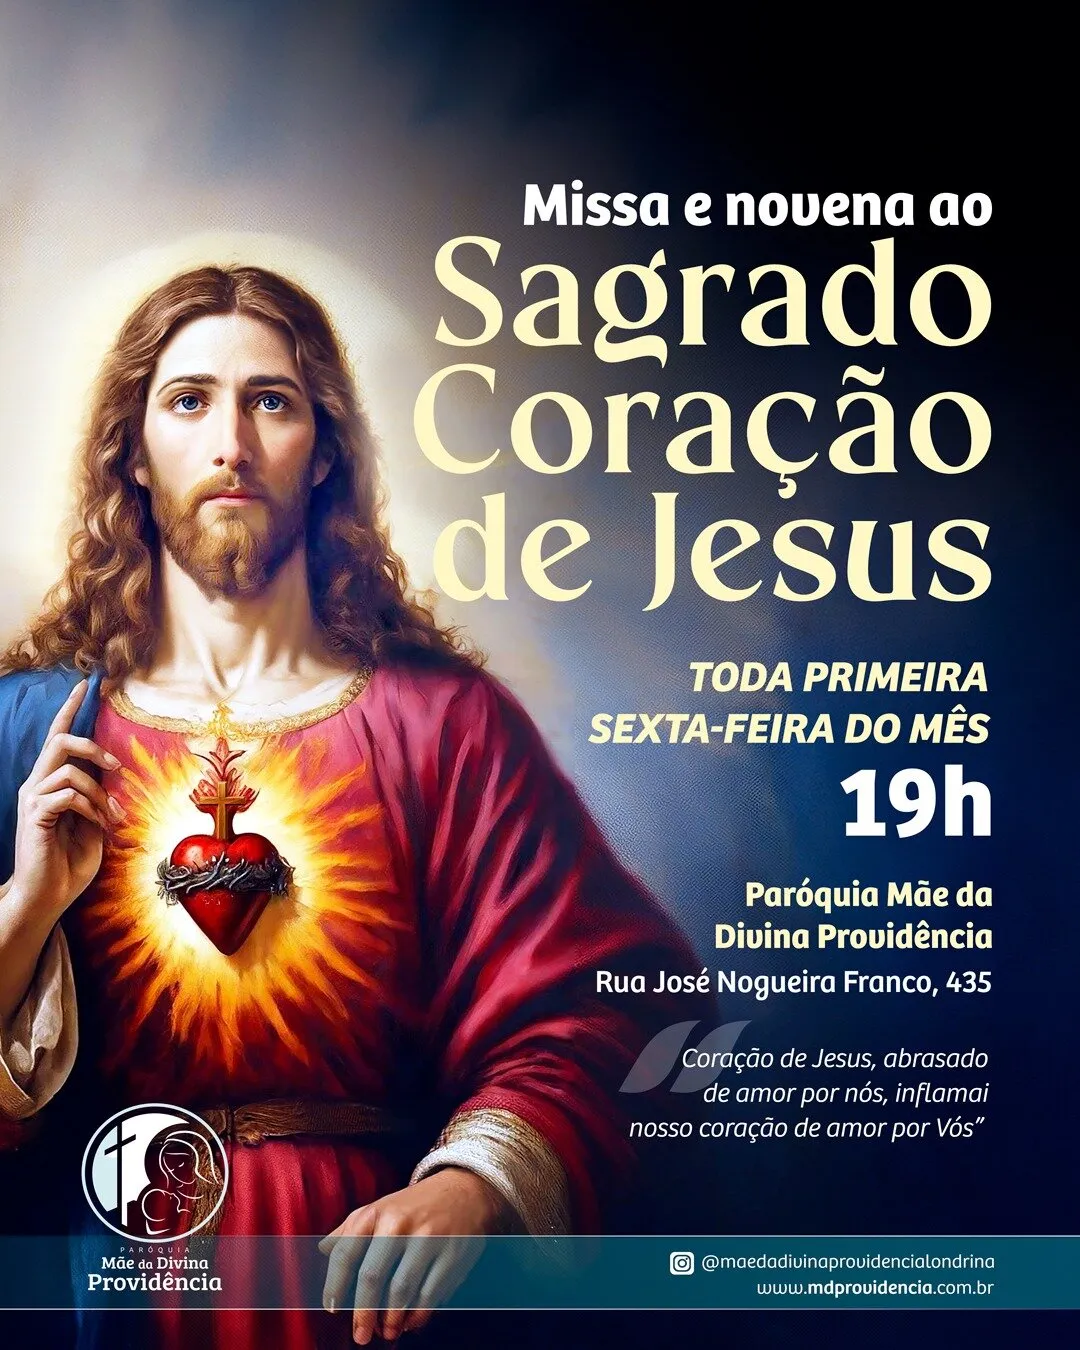 Missa e novena ao
Sagrado
Coração
de Jesus
TODA PRIMEIRA
SEXTA-FEIRA DO MÊS
19h
Paróquia Mãe da
Divina Providência
Rua José Nogueira Franco, 435
“
Coração de Jesus, abrasado
de amor por nós, inflamai
nosso coração de amor por Vós”
PARÓQUIA
Mãe da Divina
Providência
@maedadivinaprovidencialondrina
www.mdprovidencia.com.br